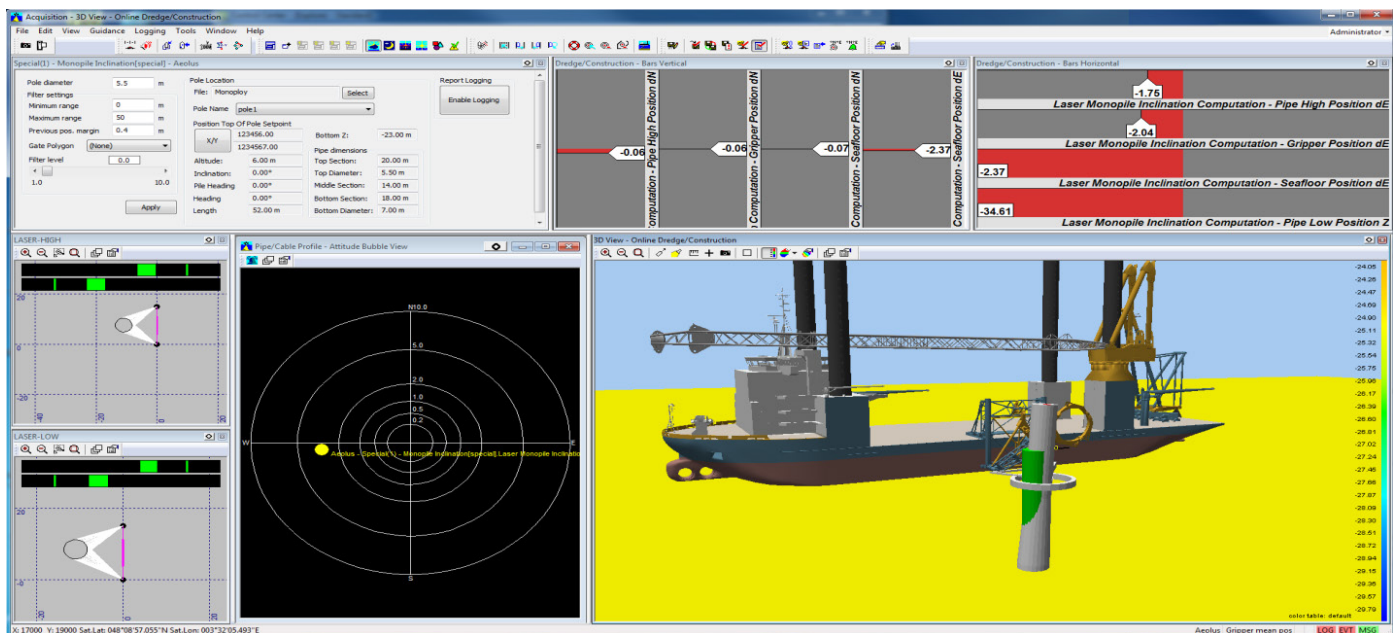 Acquisition - 3D View - Online Dredge/Construction
File Edit View Guidance Logging Tools Window Help
Administrator
Special(1) - Monopile Inclination[special] - Aeolus
Pole diameter 5.5 m
Filter settings
Minimum range 0 m
Maximum range 50 m
Previous pos. margin 0.4 m
Gate Polygon (None)
Filter level 0.0
1.0 10.0
Apply
Pole Location
File: Monoploy Select
Pole Name pole1
Position Top Of Pole Setpoint
X/Y 123456.00
1234567.00
Altitude: 6.00 m
Inclination: 0.00°
Pile Heading 0.00°
Heading 0.00°
Length 52.00 m
Bottom Z: -23.00 m
Pipe dimensions
Top Section: 20.00 m
Top Diameter: 5.50 m
Middle Section: 14.00 m
Bottom Section: 18.00 m
Bottom Diameter: 7.00 m
Report Logging
Enable Logging
Dredge/Construction - Bars Vertical
-0.06
Computation - Pipe High Position dN
-0.06
Computation - Gripper Position dN
-0.07
Computation - Seafloor Position dN
-2.37
Computation - Seafloor Position dE
Dredge/Construction - Bars Horizontal
-1.75
Laser Monopile Inclination Computation - Pipe High Position dE
-2.04
Laser Monopile Inclination Computation - Gripper Position dE
-2.37
Laser Monopile Inclination Computation - Seafloor Position dE
-34.61
Laser Monopile Inclination Computation - Pipe Low Position Z
LASER-HIGH
20
0
-20
-40
-20
0
20
LASER-LOW
20
-0
-20
0
20
Pipe/Cable Profile - Attitude Bubble View
N10.0
5.0
2.0
1.0
0.5
0.2
W
E
Aeolus - Special(1) - Monopile Inclination[special] Laser Monopile Inclinatio
S
3D View - Online Dredge/Construction
-24.05
-24.26
-24.47
-24.69
-24.90
-25.11
-25.32
-25.54
-25.75
-25.96
-26.17
-26.39
-26.60
-26.81
-27.02
-27.24
-27.45
-27.66
-27.87
-28.09
-28.30
-28.51
-28.72
-28.94
-29.15
-29.36
-29.57
-29.79
color table: default
X: 17000 Y: 19000 Sat.Lat: 048°08'57.055"N Sat.Lon: 003°32'05.493"E
Aeolus Gripper mean pos LOG EVT MSG